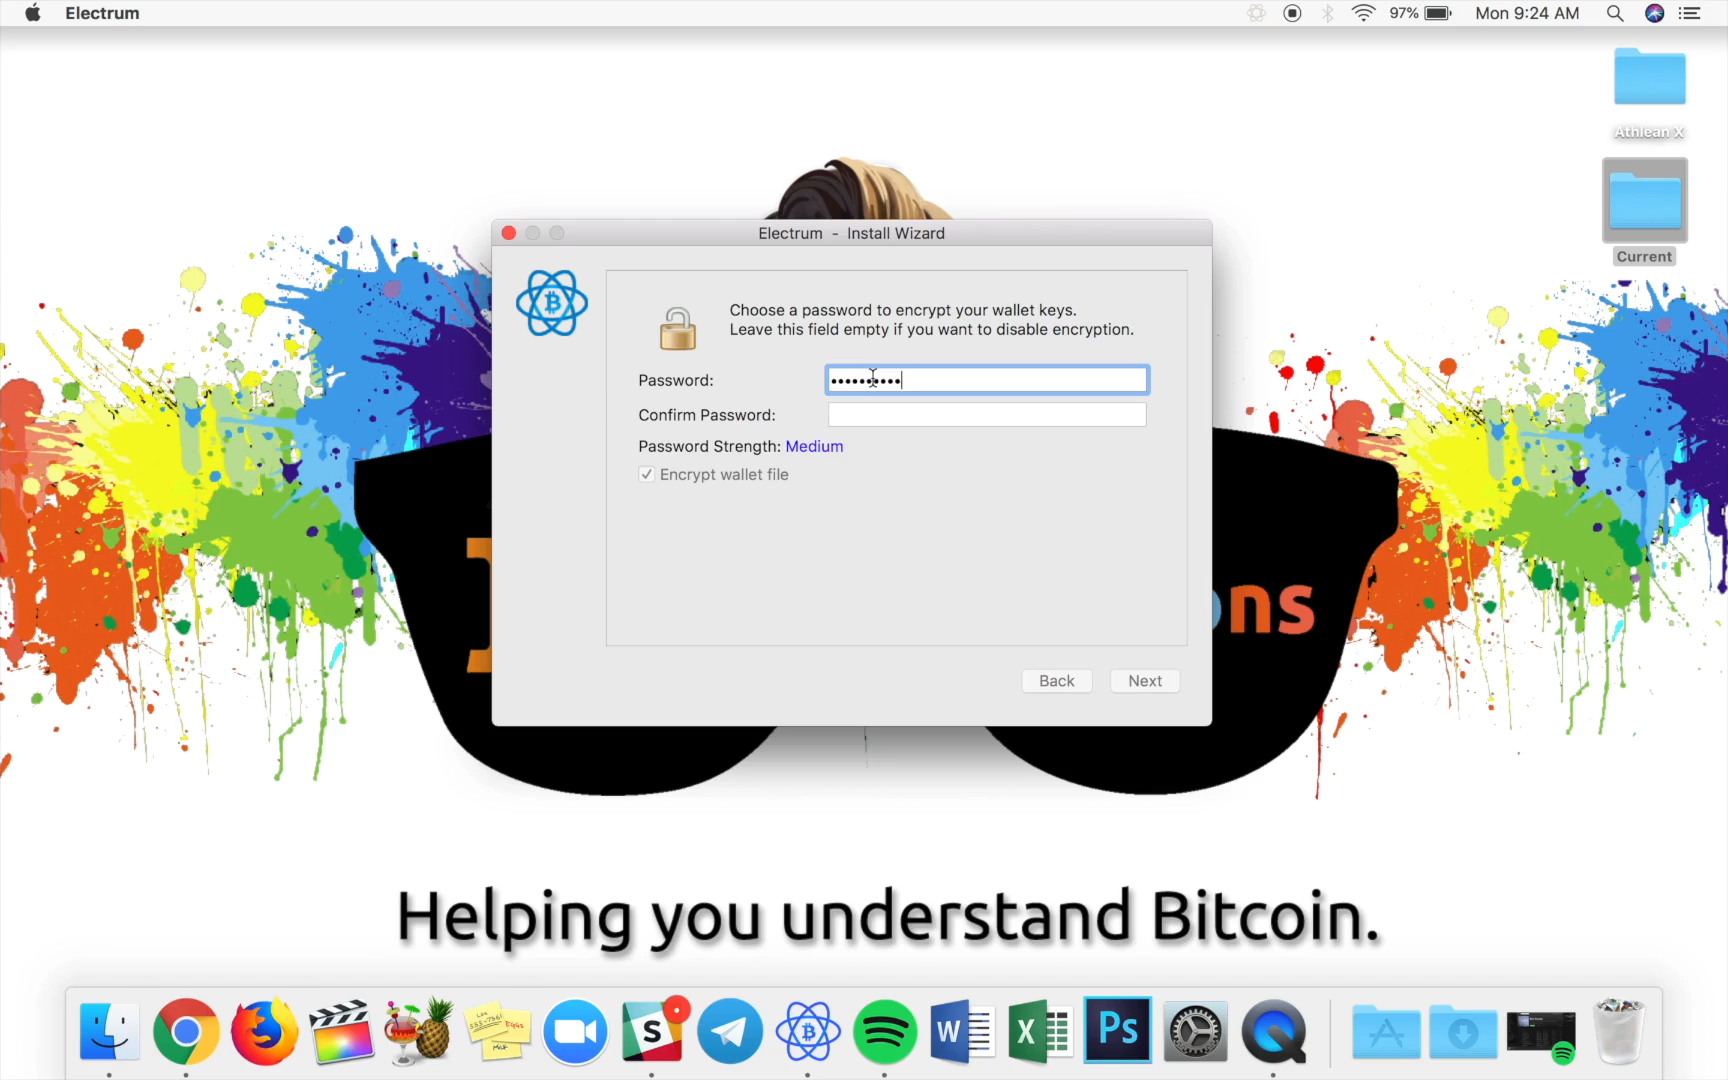 Electrum
97%
Mon 9:24 AM
Athlean X
Current
Electrum - Install Wizard
Choose a password to encrypt your wallet keys.
Leave this field empty if you want to disable encryption.
Password:
Confirm Password:
Password Strength: Medium
Encrypt wallet file
ons
Back
Next
Helping you understand Bitcoin.